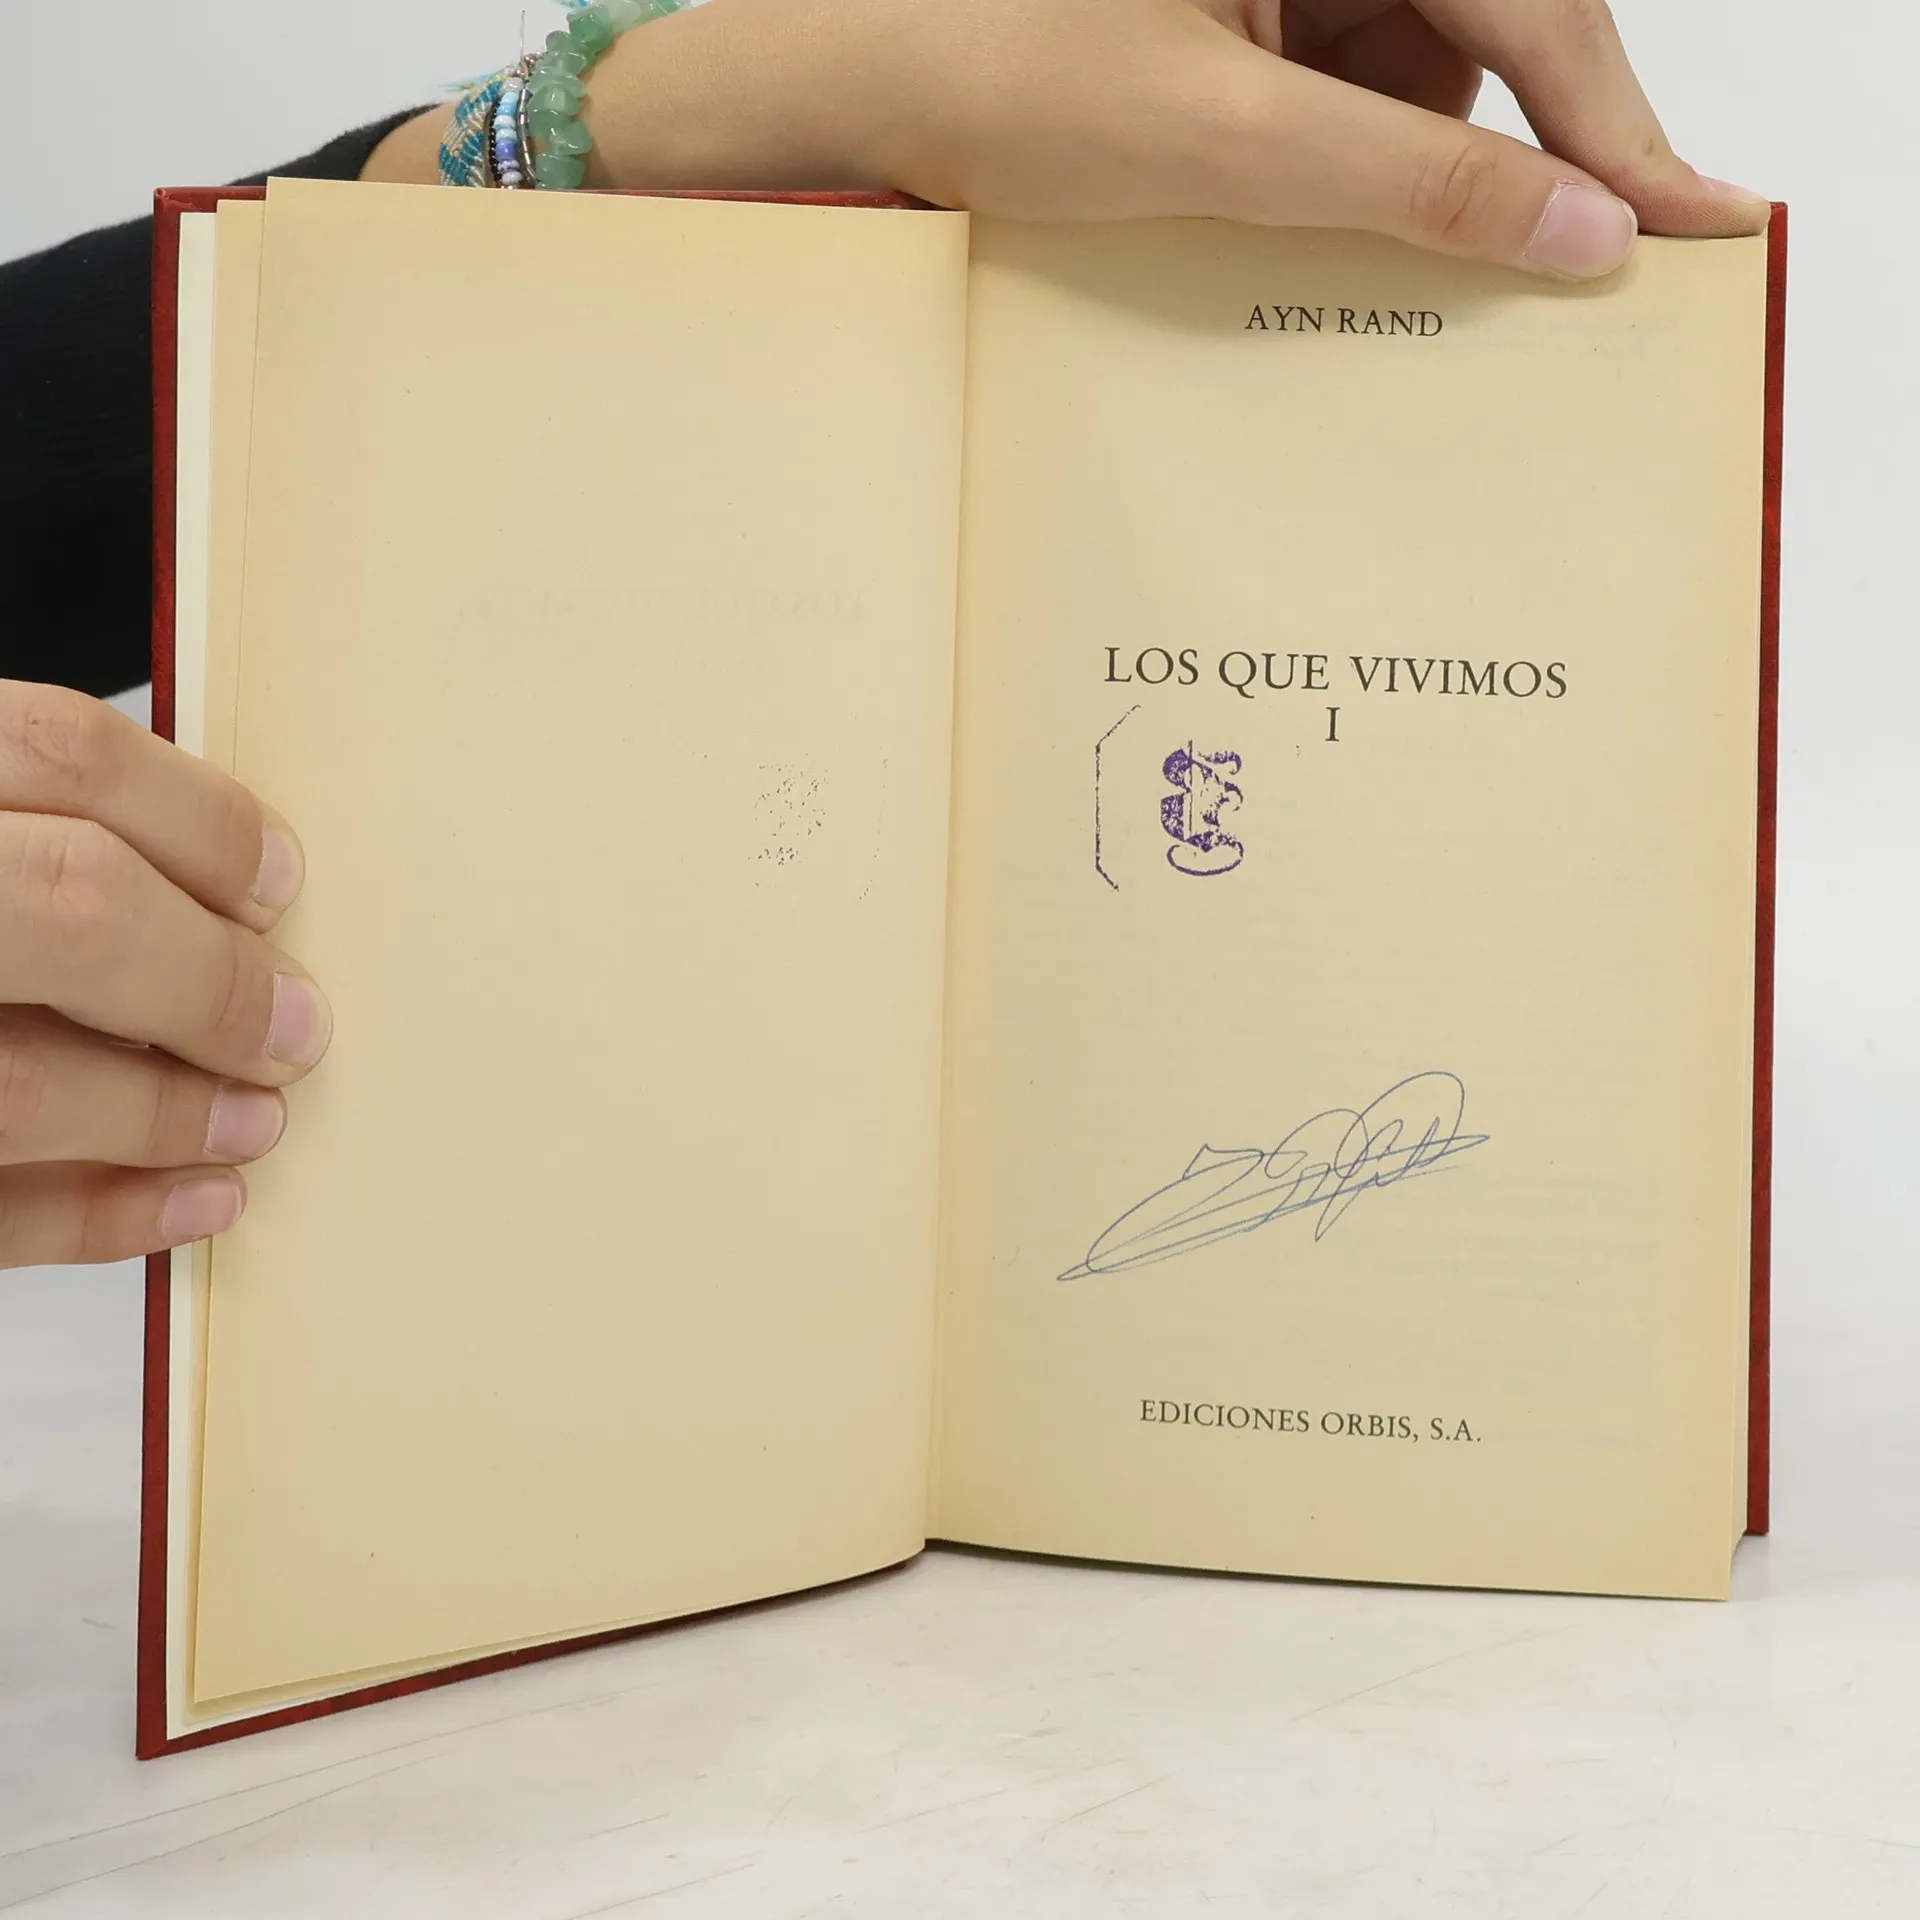 AYN RAND
LOS QUE VIVIMOS
I
EDICIONES ORBIS, S.A.